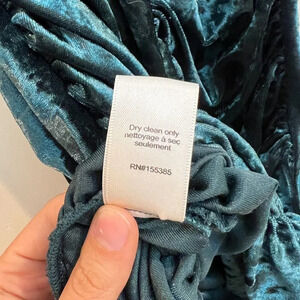 Dry clean only
nettoyage à sec
seulement
RN#155385